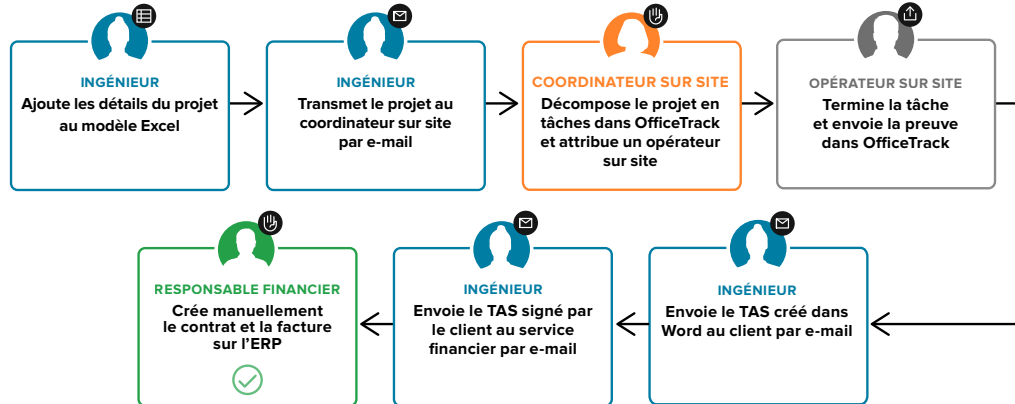 INGÉNIEUR
Ajoute les détails du projet
au modèle Excel
INGÉNIEUR
Transmet le projet au
coordinateur sur site
par e-mail
COORDINATEUR SUR SITE
Décompose le projet en
tâches dans OfficeTrack
et attribue un opérateur
sur site
OPÉRATEUR SUR SITE
Termine la tâche
et envoie la preuve
dans OfficeTrack
RESPONSABLE FINANCIER
Crée manuellement
le contrat et la facture
sur l’ERP
INGÉNIEUR
Envoie le TAS signé par
le client au service
financier par e-mail
INGÉNIEUR
Envoie le TAS créé dans
Word au client par e-mail